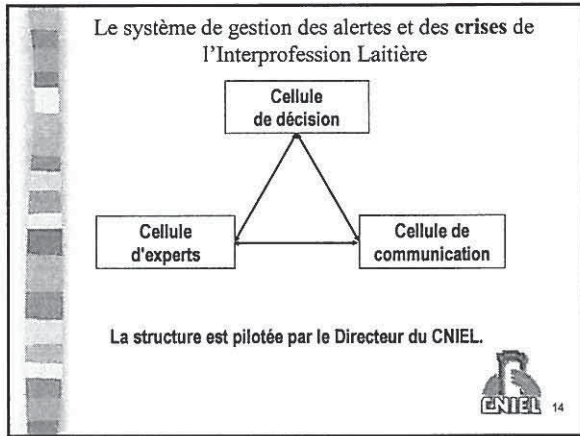 Le système de gestion des alertes et des crises de
l'Interprofession Laitière
Cellule
de décision
Cellule
d'experts
Cellule de
communication
La structure est pilotée par le Directeur du CNIEL.
CNIEL
14